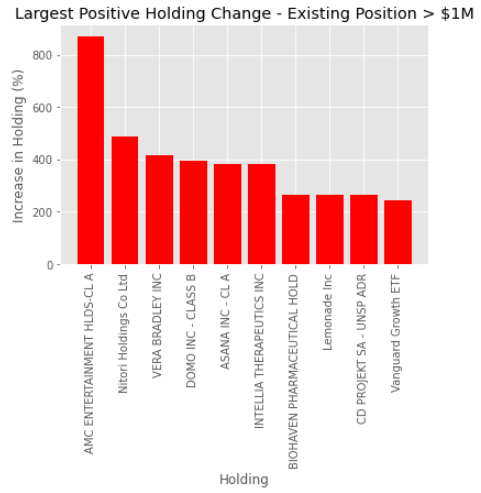 Largest Positive Holding Change - Existing Position > $1M
Increase in Holding (%)
800
600
400
200
0
AMC ENTERTAINMENT HLDS-CL A
Nitori Holdings Co Ltd
VERA BRADLEY INC
DOMO INC - CLASS B
ASANA INC - CL A
INTELLIA THERAPEUTICS INC
BIOHAVEN PHARMACEUTICAL HOLD
Lemonade Inc
CD PROJEKT SA - UNSP ADR
Vanguard Growth ETF
Holding